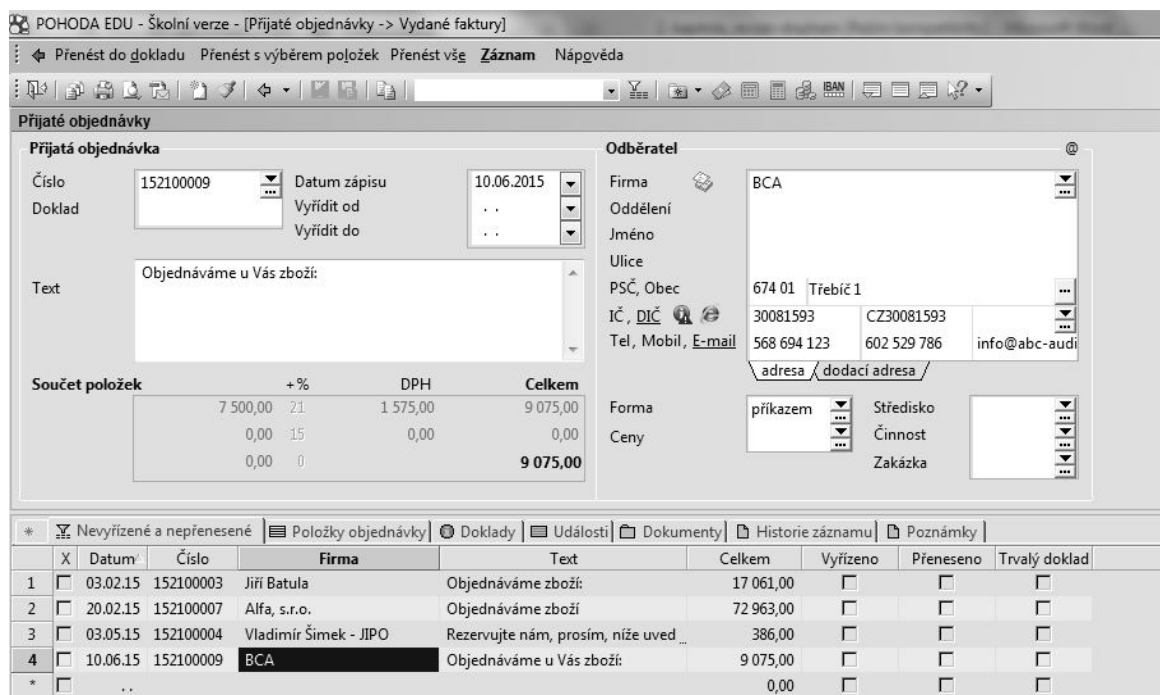 POHODA EDU - Školní verze - [Přijaté objednávky -> Vydané faktury]
Přenést do dokladu Přenést s výběrem položek Přenést vše Záznam Nápověda
IBAN
Přijaté objednávky
Přijatá objednávka
Číslo 152100009 Datum zápisu 10.06.2015
Doklad Vyřídit od . .
Vyřídit do . .
Text Objednáváme u Vás zboží:
Součet položek +% DPH Celkem
7 500,00 21 1 575,00 9 075,00
0,00 15 0,00 0,00
0,00 0 9 075,00
Odběratel @
Firma BCA
Oddělení
Jméno
Ulice
PSČ, Obec 674 01 Třebíč 1
IČ, DIČ 30081593 CZ30081593
Tel, Mobil, E-mail 568 694 123 602 529 786 info@abc-audi
adresa dodací adresa
Forma příkazem Středisko
Ceny Činnost
Zakázka
* Nevyřízené a nepřenesené Položky objednávky Doklady Události Dokumenty Historie záznamu Poznámky
X Datum Číslo Firma Text Celkem Vyřízeno Přeneseno Trvalý doklad
1 03.02.15 152100003 Jiří Batula Objednáváme zboží: 17 061,00
2 20.02.15 152100007 Alfa, s.r.o. Objednáváme zboží 72 963,00
3 03.05.15 152100004 Vladimír Šimek - JIPO Rezervujte nám, prosím, níže uved... 386,00
4 10.06.15 152100009 BCA Objednáváme u Vás zboží: 9 075,00
* . . 0,00